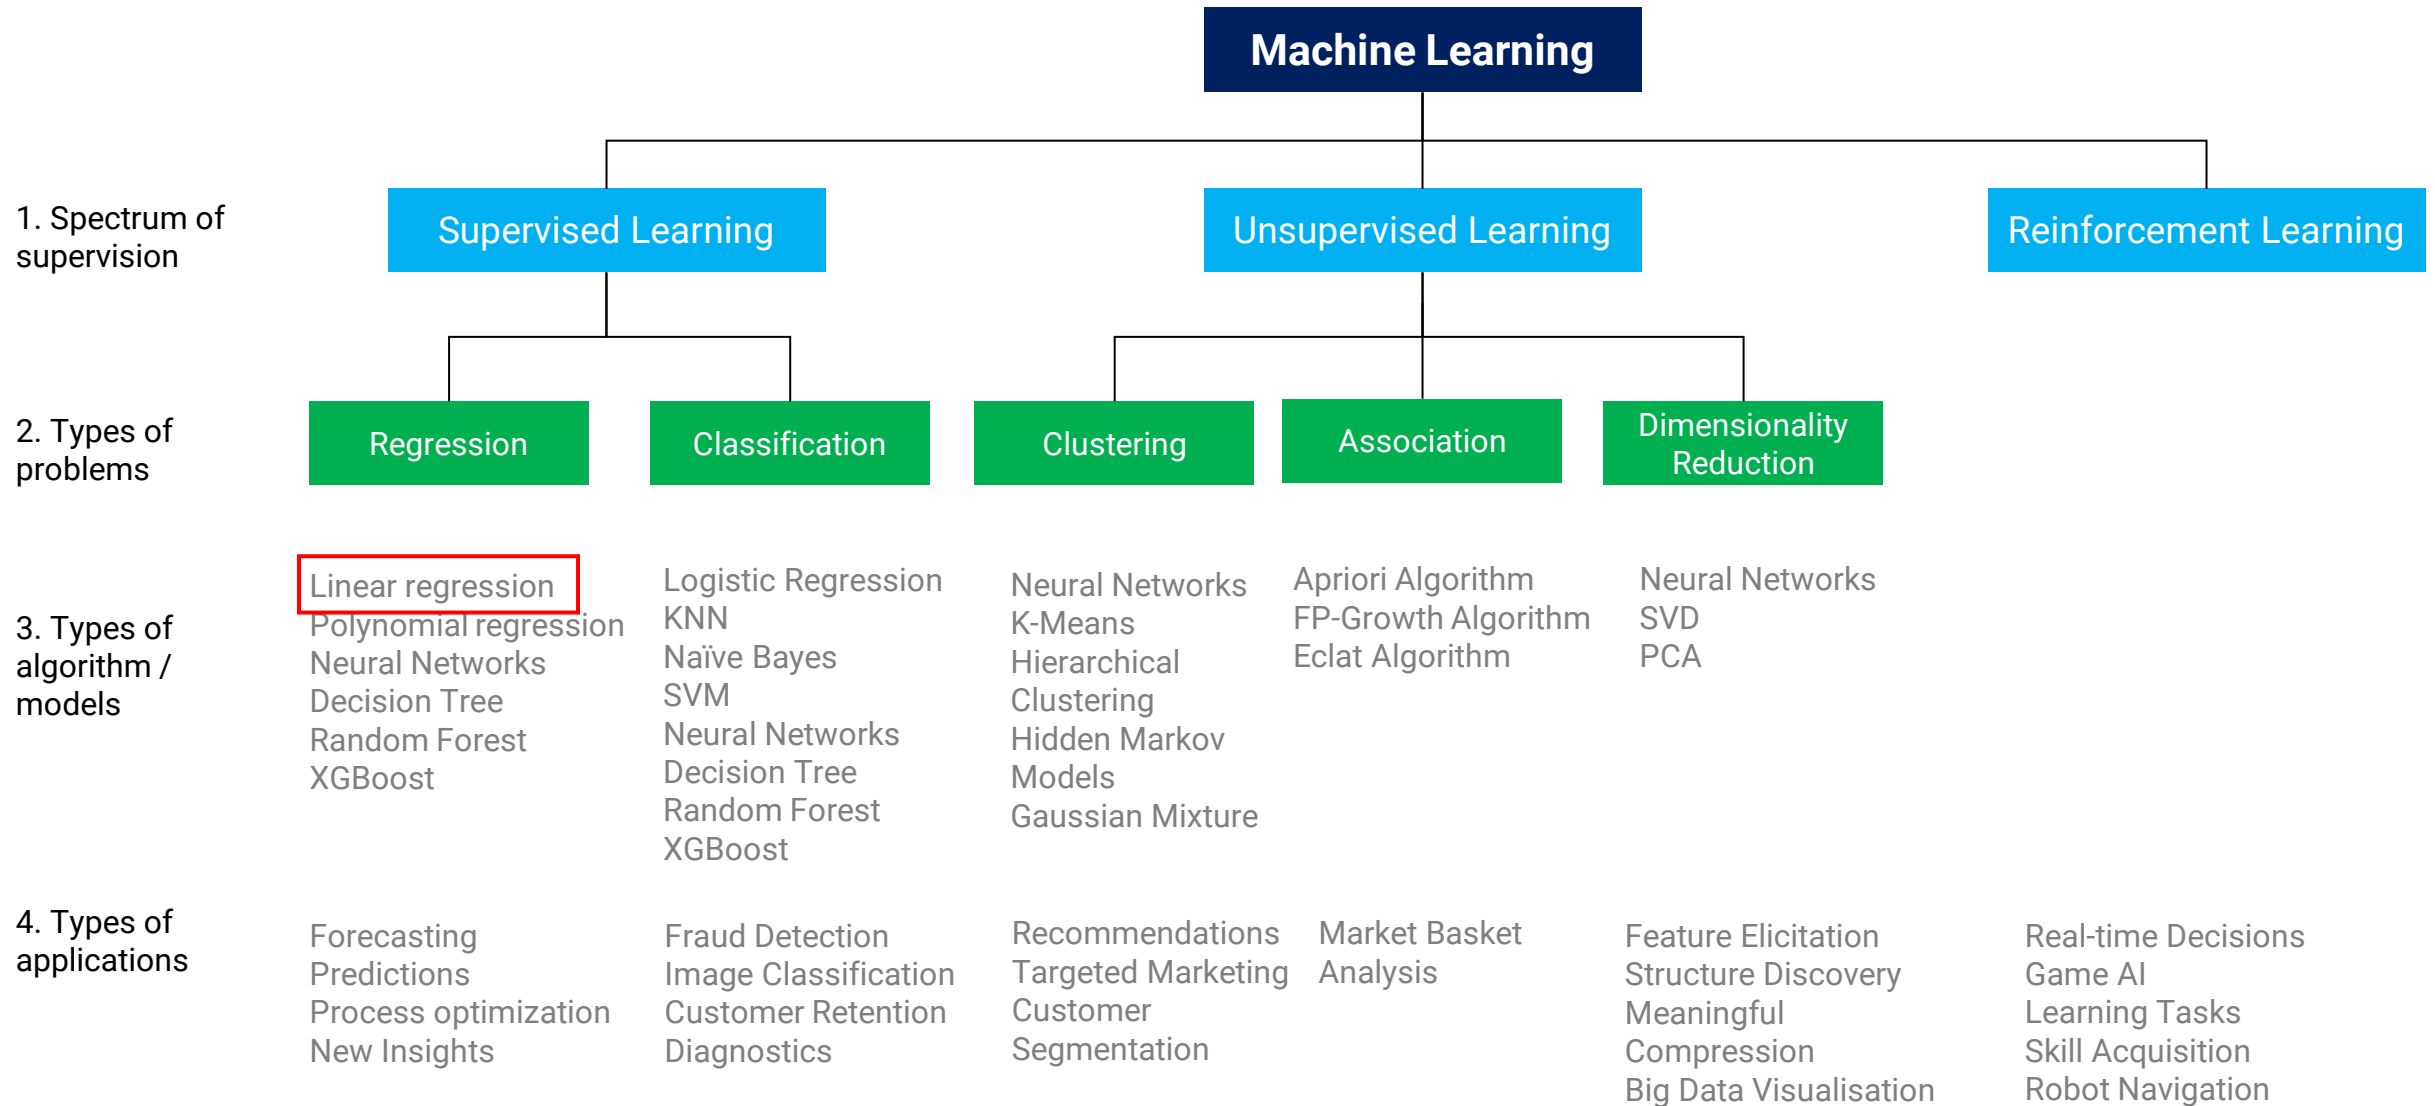 Machine Learning
1. Spectrum of
supervision
Supervised Learning
Unsupervised Learning
Reinforcement Learning
2. Types of
problems
Regression
Classification
Clustering
Association
Dimensionality
Reduction
3. Types of
algorithm /
models
Linear regression
Polynomial regression
Neural Networks
Decision Tree
Random Forest
XGBoost
Logistic Regression
KNN
Naïve Bayes
SVM
Neural Networks
Decision Tree
Random Forest
XGBoost
Neural Networks
K-Means
Hierarchical
Clustering
Hidden Markov
Models
Gaussian Mixture
Apriori Algorithm
FP-Growth Algorithm
Eclat Algorithm
Neural Networks
SVD
PCA
4. Types of
applications
Forecasting
Predictions
Process optimization
New Insights
Fraud Detection
Image Classification
Customer Retention
Diagnostics
Recommendations
Targeted Marketing
Customer
Segmentation
Market Basket
Analysis
Feature Elicitation
Structure Discovery
Meaningful
Compression
Big Data Visualisation
Real-time Decisions
Game AI
Learning Tasks
Skill Acquisition
Robot Navigation